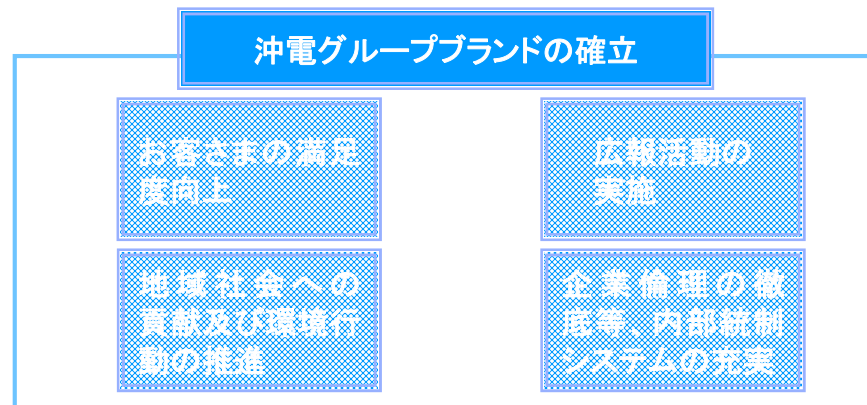 沖電グループブランドの確立
お客さまの満足
度向上
広報活動の
実施
地域社会への
貢献及び環境行
動の推進
企業倫理の徹
底等、内部統制
システムの充実